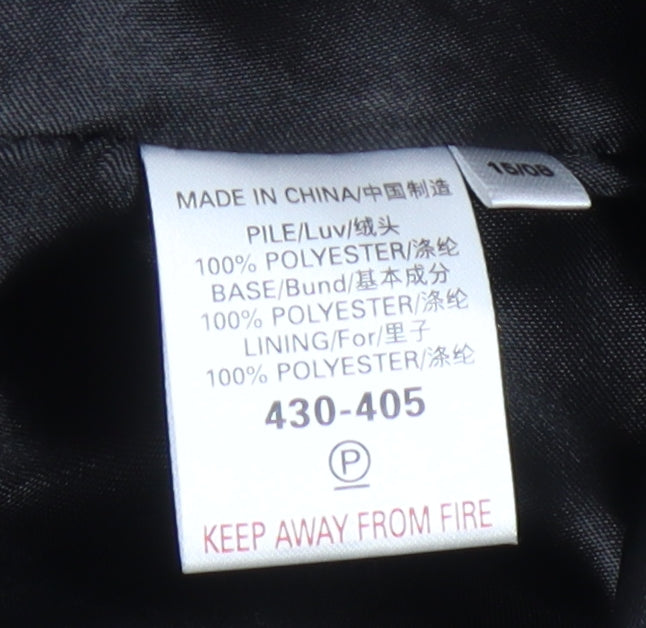 MADE IN CHINA/中国制造
PILE/Luv/绒头
100% POLYESTER/涤纶
BASE/Bund/基本成分
100% POLYESTER/涤纶
LINING/For/里子
100% POLYESTER/涤纶
430-405
P
KEEP AWAY FROM FIRE
15/08